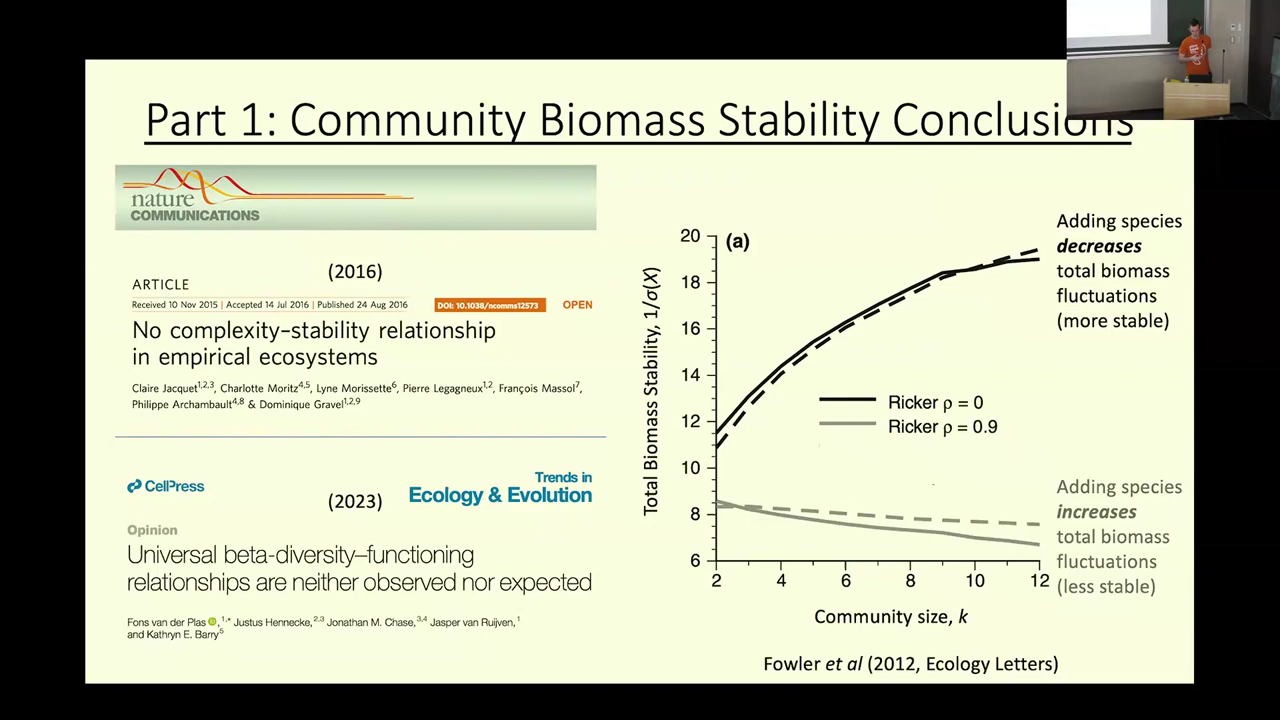 Part 1: Community Biomass Stability Conclusions
nature
COMMUNICATIONS
ARTICLE
(2016)
Received 10 Nov 2015 | Accepted 14 Jul 2016 | Published 24 Aug 2016
DOI: 10.1038/ncomms12573
OPEN
No complexity–stability relationship
in empirical ecosystems
Claire Jacquet1,2,3, Charlotte Moritz4,5, Lyne Morissette6, Pierre Legagneux1,2, François Massol7,
Philippe Archambault4,8 & Dominique Gravel1,2,9
CellPress
(2023)
Trends in
Ecology & Evolution
Opinion
Universal beta-diversity–functioning
relationships are neither observed nor expected
Fons van der Plas, 1,* Justus Hennecke, 2,3 Jonathan M. Chase, 3,4 Jasper van Ruijven, 1
and Kathryn E. Barry5
(a)
Total Biomass Stability, 1/σ(X)
20
18
16
14
12
10
8
6
2 4 6 8 10 12
Ricker ρ = 0
Ricker ρ = 0.9
Community size, k
Adding species
decreases
total biomass
fluctuations
(more stable)
Adding species
increases
total biomass
fluctuations
(less stable)
Fowler et al (2012, Ecology Letters)